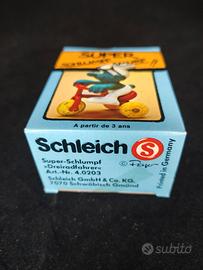 SUPER
A partir de 3 ans
Schleich S
© Peyo
Super-Schlumpf
»Dreiradfahrer«
Art.-Nr. 4.0203
Schleich GmbH & Co. KG.
7070 Schwäbisch Gmünd
Printed in Germany
subito